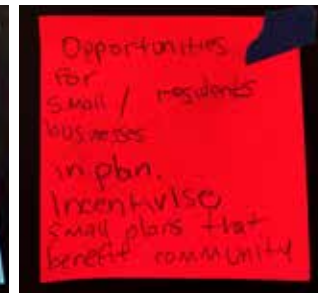 Opportunities
for
small / residents
businesses
in plan.
Incentivise
small plans that
benefit community